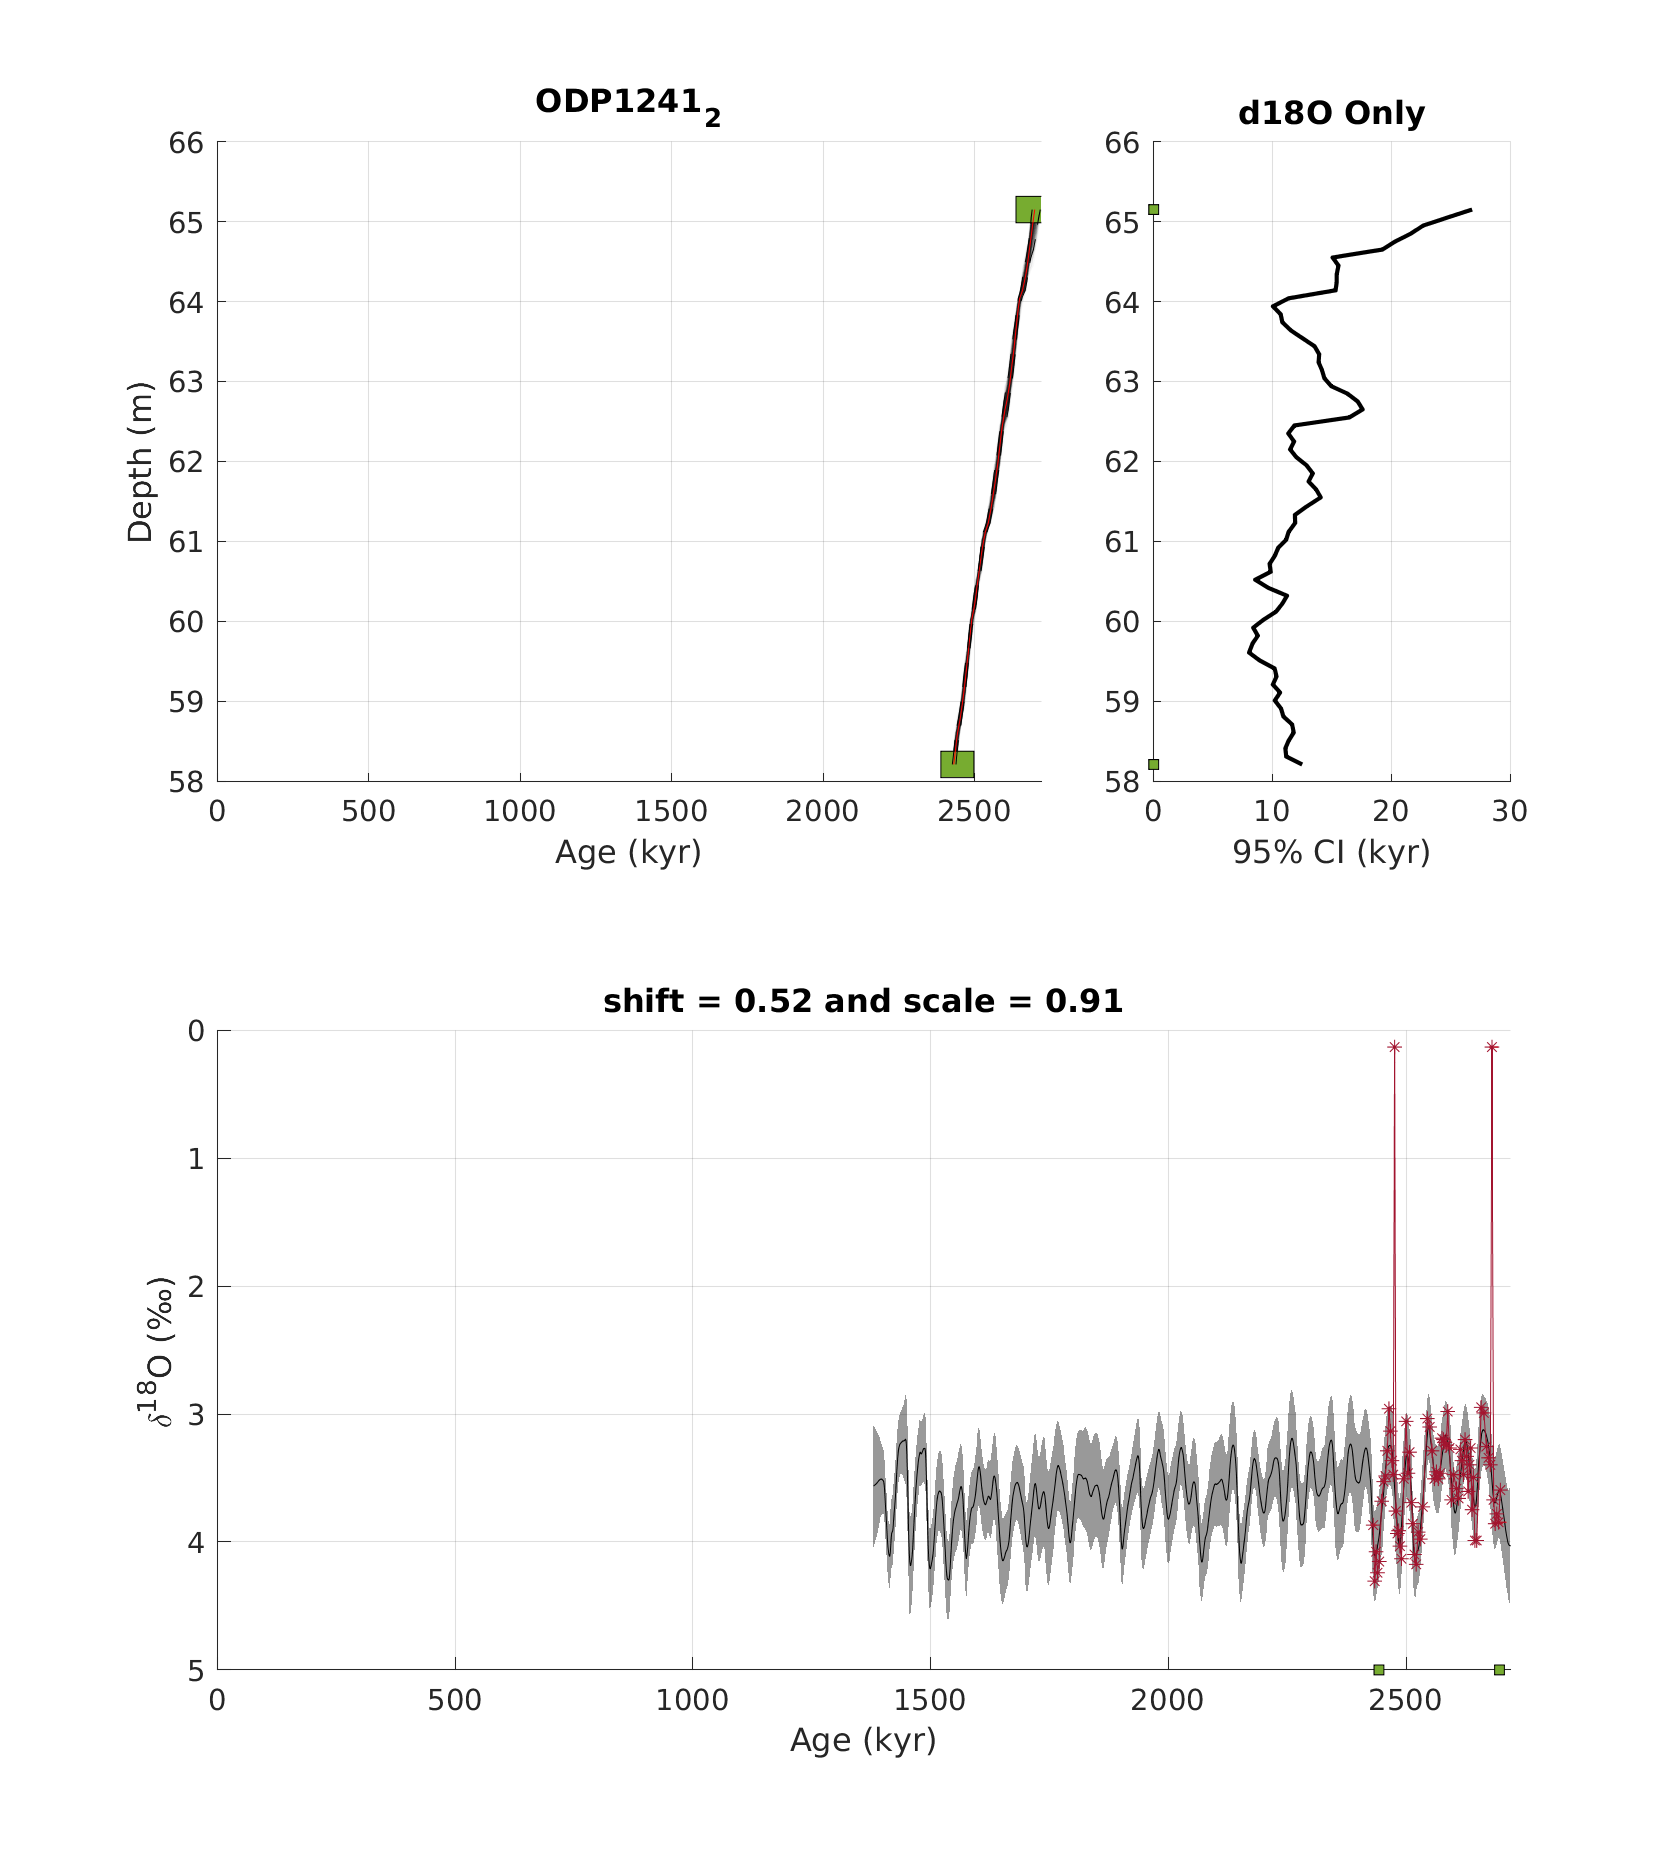 ODP1241₂
d18O Only
66
65
64
63
62
61
60
59
58
Depth (m)
0 500 1000 1500 2000 2500
Age (kyr)
66
65
64
63
62
61
60
59
58
0 10 20 30
95% CI (kyr)
shift = 0.52 and scale = 0.91
0
1
2
3
4
5
δ¹⁸O (‰)
0 500 1000 1500 2000 2500
Age (kyr)